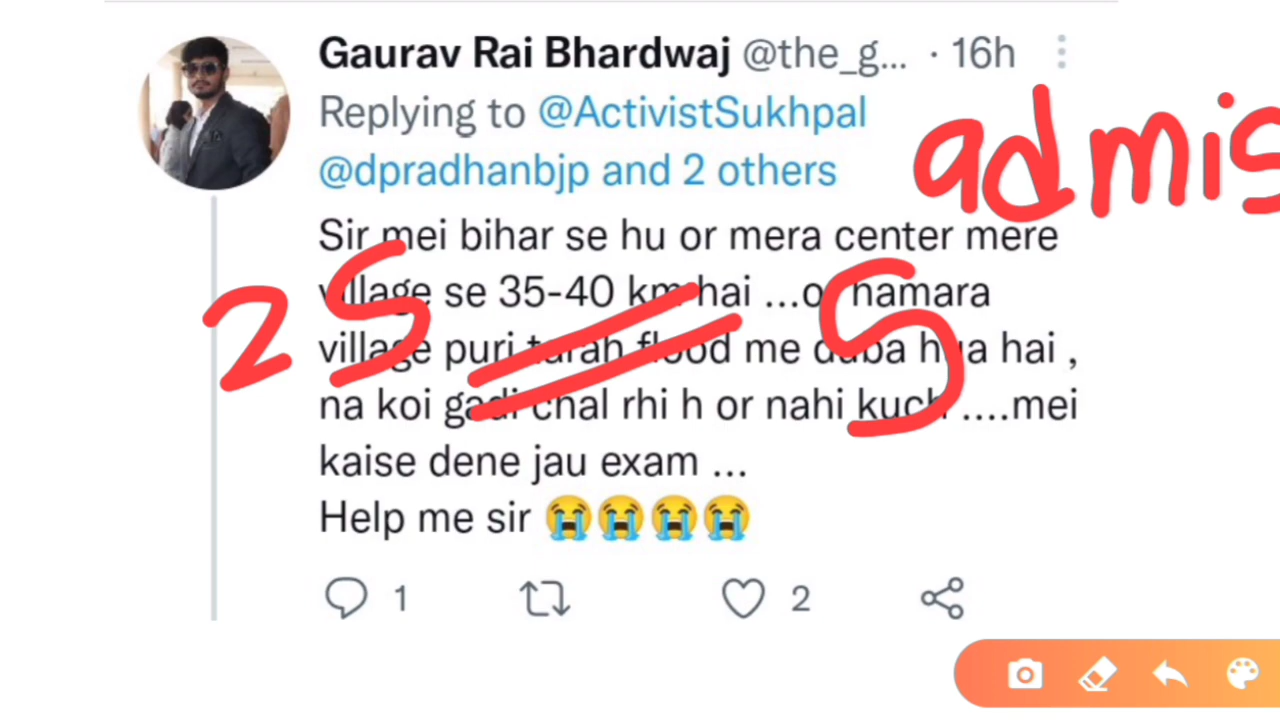 Gaurav Rai Bhardwaj @the_g... · 16h
Replying to @ActivistSukhpal
@dpradhanbjp and 2 others
admis
Sir mei bihar se hu or mera center mere
village se 35-40 km hai ...or hamara
village puri tarah flood me duba hua hai ,
na koi gadi chal rhi h or nahi kuch ....mei
kaise dene jau exam ...
Help me sir 😭😭😭😭
25 5
1 2